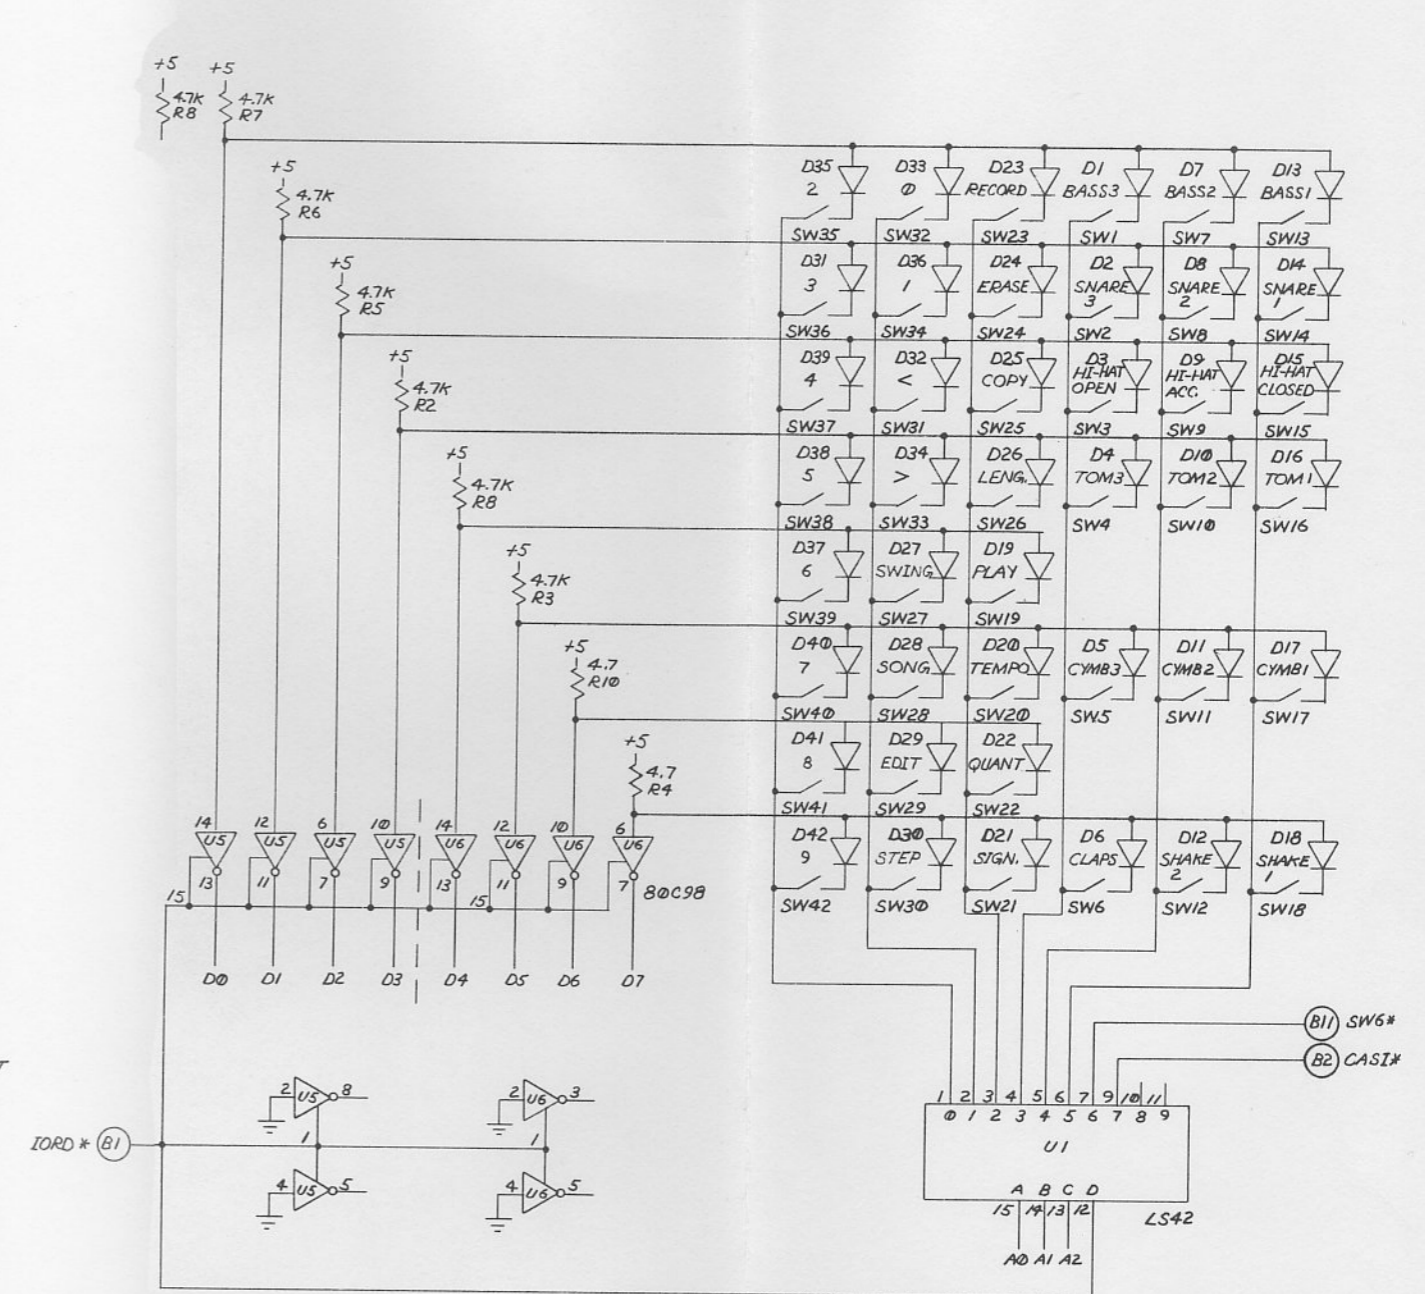 +5 +5
4.7K 4.7K
R8 R7
+5
4.7K
R6
+5
4.7K
R5
+5
4.7K
R2
+5
4.7K
R8
+5
4.7K
R3
+5
4.7
R10
+5
4.7
R4
D35 D33 D23 D1 D7 D13
2 0 RECORD BASS3 BASS2 BASS1
SW35 SW32 SW23 SW1 SW7 SW13
D31 D36 D24 D2 D8 D14
3 1 ERASE SNARE SNARE SNARE
3 2 1
SW36 SW34 SW24 SW2 SW8 SW14
D39 D32 D25 D3 D9 D15
4 < COPY HI-HAT HI-HAT HI-HAT
OPEN ACC. CLOSED
SW37 SW31 SW25 SW3 SW9 SW15
D38 D34 D26 D4 D10 D16
5 > LENG. TOM3 TOM2 TOM1
SW38 SW33 SW26 SW4 SW10 SW16
D37 D27 D19
6 SWING PLAY
SW39 SW27 SW19
D40 D28 D20 D5 D11 D17
7 SONG TEMPO CYMB3 CYMB2 CYMB1
SW40 SW28 SW20 SW5 SW11 SW17
D41 D29 D22
8 EDIT QUANT
SW41 SW29 SW22
D42 D30 D21 D6 D12 D18
9 STEP SIGN. CLAPS SHAKE SHAKE
2 1
SW42 SW30 SW21 SW6 SW12 SW18
14 12 6 10 14 12 10 6
U5 U5 U5 U5 U6 U6 U6 U6
13 11 7 9 13 11 9 7
80C98
15 15
D0 D1 D2 D3 D4 D5 D6 D7
B11 SW6*
B2 CASI*
2 U5 8 2 U6 3
IORD* B1
1 1
4 U5 5 4 U6 5
1 2 3 4 5 6 7 9 10 11
0 1 2 3 4 5 6 7 8 9
U1
A B C D
15 14 13 12
LS42
A0 A1 A2